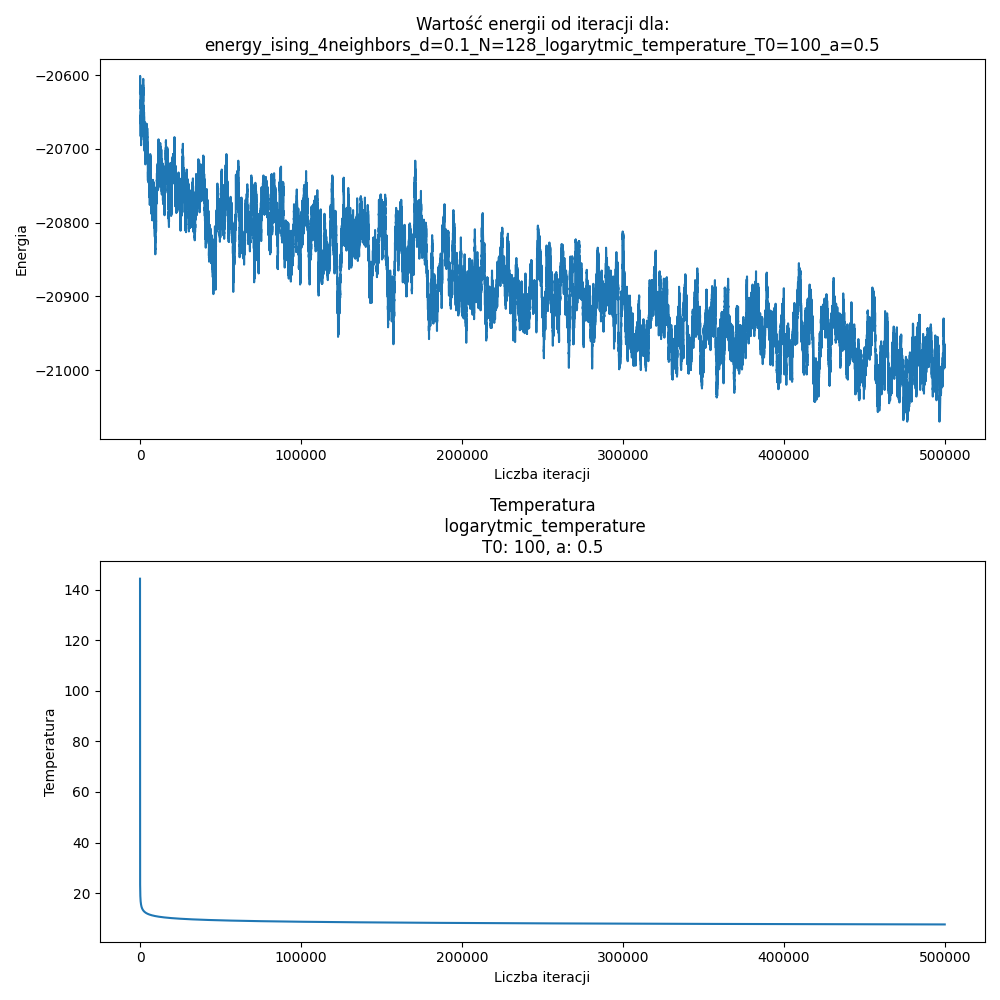 Wartość energii od iteracji dla:
energy_ising_4neighbors_d=0.1_N=128_logarytmic_temperature_T0=100_a=0.5
−20600
−20700
−20800
−20900
−21000
Energia
0 100000 200000 300000 400000 500000
Liczba iteracji
Temperatura
logarytmic_temperature
T0: 100, a: 0.5
140
120
100
80
60
40
20
Temperatura
0 100000 200000 300000 400000 500000
Liczba iteracji